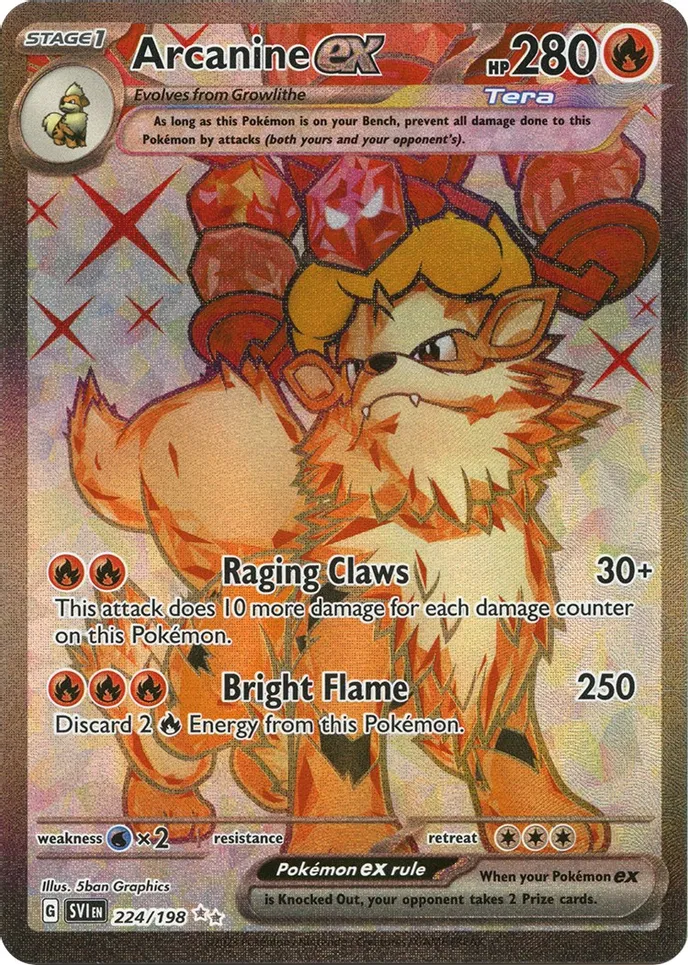 STAGE 1 Arcanine ex HP 280
Evolves from Growlithe Tera
As long as this Pokémon is on your Bench, prevent all damage done to this
Pokémon by attacks (both yours and your opponent's).
Raging Claws 30+
This attack does 10 more damage for each damage counter
on this Pokémon.
Bright Flame 250
Discard 2 Energy from this Pokémon.
weakness ×2 resistance retreat
Pokémon ex rule When your Pokémon ex
is Knocked Out, your opponent takes 2 Prize cards.
Illus. 5ban Graphics
G SVI EN 224/198